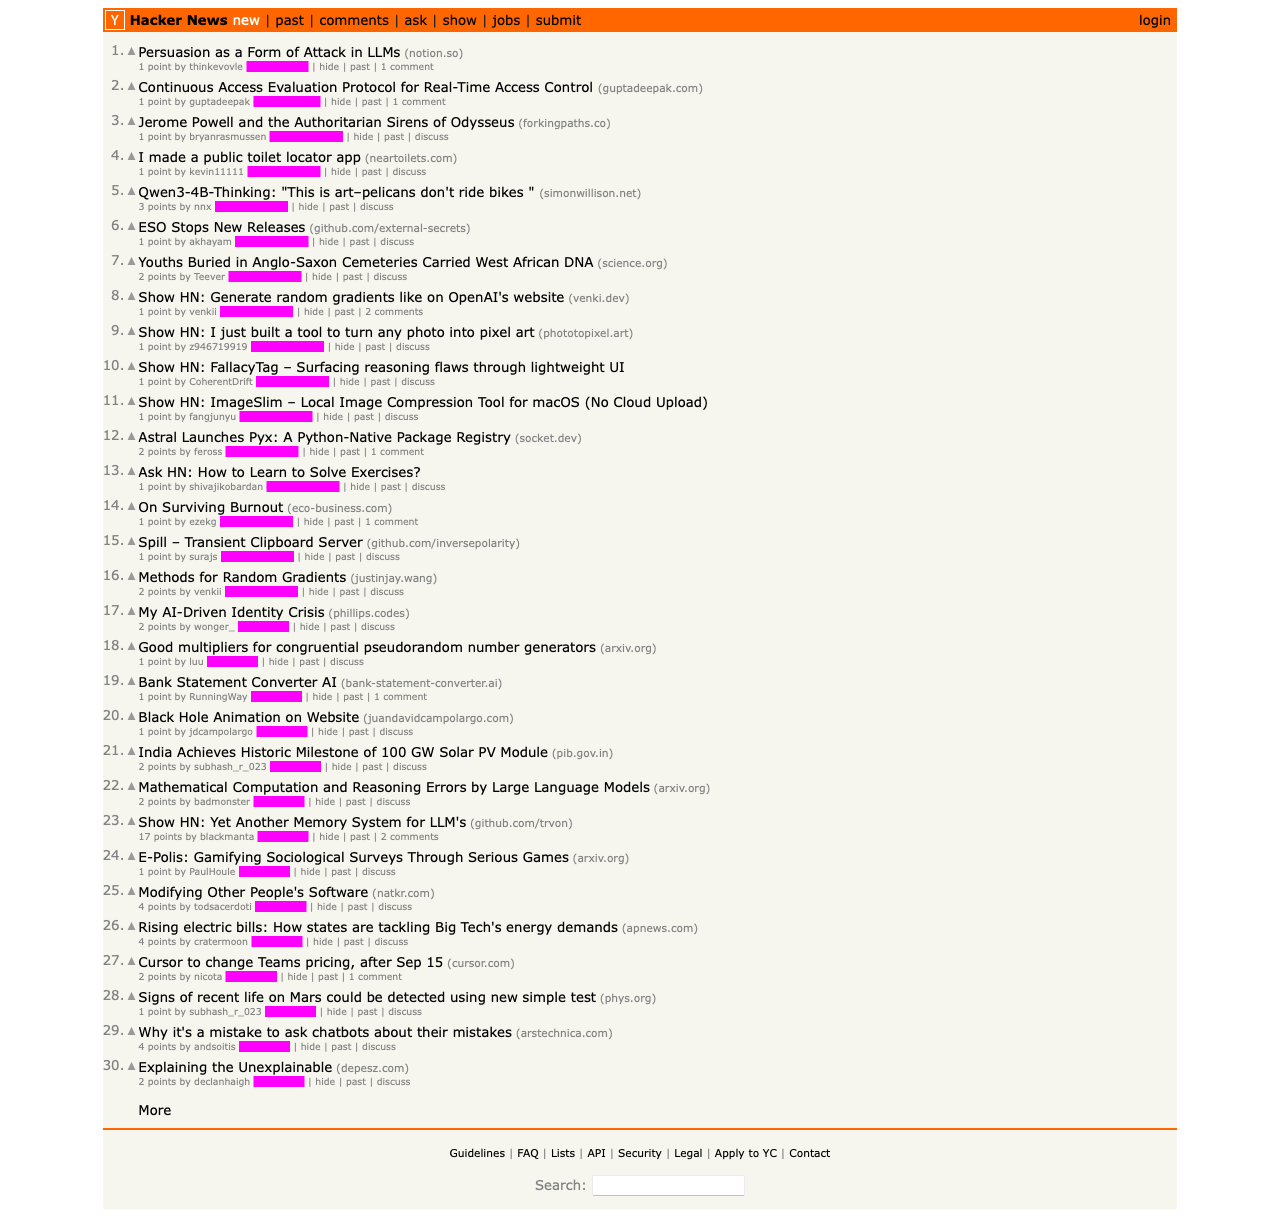 Y Hacker News new | past | comments | ask | show | jobs | submit login
1. ▲ Persuasion as a Form of Attack in LLMs (notion.so)
1 point by thinkevovle | hide | past | 1 comment
2. ▲ Continuous Access Evaluation Protocol for Real-Time Access Control (guptadeepak.com)
1 point by guptadeepak | hide | past | 1 comment
3. ▲ Jerome Powell and the Authoritarian Sirens of Odysseus (forkingpaths.co)
1 point by bryanrasmussen | hide | past | discuss
4. ▲ I made a public toilet locator app (neartoilets.com)
1 point by kevin11111 | hide | past | discuss
5. ▲ Qwen3-4B-Thinking: "This is art–pelicans don't ride bikes " (simonwillison.net)
3 points by nnx | hide | past | discuss
6. ▲ ESO Stops New Releases (github.com/external-secrets)
1 point by akhayam | hide | past | discuss
7. ▲ Youths Buried in Anglo-Saxon Cemeteries Carried West African DNA (science.org)
2 points by Teever | hide | past | discuss
8. ▲ Show HN: Generate random gradients like on OpenAI's website (venki.dev)
1 point by venkii | hide | past | 2 comments
9. ▲ Show HN: I just built a tool to turn any photo into pixel art (phototopixel.art)
1 point by z946719919 | hide | past | discuss
10. ▲ Show HN: FallacyTag – Surfacing reasoning flaws through lightweight UI
1 point by CoherentDrift | hide | past | discuss
11. ▲ Show HN: ImageSlim – Local Image Compression Tool for macOS (No Cloud Upload)
1 point by fangjunyu | hide | past | discuss
12. ▲ Astral Launches Pyx: A Python-Native Package Registry (socket.dev)
2 points by feross | hide | past | 1 comment
13. ▲ Ask HN: How to Learn to Solve Exercises?
1 point by shivajikobardan | hide | past | discuss
14. ▲ On Surviving Burnout (eco-business.com)
1 point by ezekg | hide | past | 1 comment
15. ▲ Spill – Transient Clipboard Server (github.com/inversepolarity)
1 point by surajs | hide | past | discuss
16. ▲ Methods for Random Gradients (justinjay.wang)
2 points by venkii | hide | past | discuss
17. ▲ My AI-Driven Identity Crisis (phillips.codes)
2 points by wonger_ | hide | past | discuss
18. ▲ Good multipliers for congruential pseudorandom number generators (arxiv.org)
1 point by luu | hide | past | discuss
19. ▲ Bank Statement Converter AI (bank-statement-converter.ai)
1 point by RunningWay | hide | past | 1 comment
20. ▲ Black Hole Animation on Website (juandavidcampolargo.com)
1 point by jdcampolargo | hide | past | discuss
21. ▲ India Achieves Historic Milestone of 100 GW Solar PV Module (pib.gov.in)
2 points by subhash_r_023 | hide | past | discuss
22. ▲ Mathematical Computation and Reasoning Errors by Large Language Models (arxiv.org)
2 points by badmonster | hide | past | discuss
23. ▲ Show HN: Yet Another Memory System for LLM's (github.com/trvon)
17 points by blackmanta | hide | past | 2 comments
24. ▲ E-Polis: Gamifying Sociological Surveys Through Serious Games (arxiv.org)
1 point by PaulHoule | hide | past | discuss
25. ▲ Modifying Other People's Software (natkr.com)
4 points by todsacerdoti | hide | past | discuss
26. ▲ Rising electric bills: How states are tackling Big Tech's energy demands (apnews.com)
4 points by cratermoon | hide | past | discuss
27. ▲ Cursor to change Teams pricing, after Sep 15 (cursor.com)
2 points by nicota | hide | past | 1 comment
28. ▲ Signs of recent life on Mars could be detected using new simple test (phys.org)
1 point by subhash_r_023 | hide | past | discuss
29. ▲ Why it's a mistake to ask chatbots about their mistakes (arstechnica.com)
4 points by andsoitis | hide | past | discuss
30. ▲ Explaining the Unexplainable (depesz.com)
2 points by declanhaigh | hide | past | discuss
More
Guidelines | FAQ | Lists | API | Security | Legal | Apply to YC | Contact
Search: